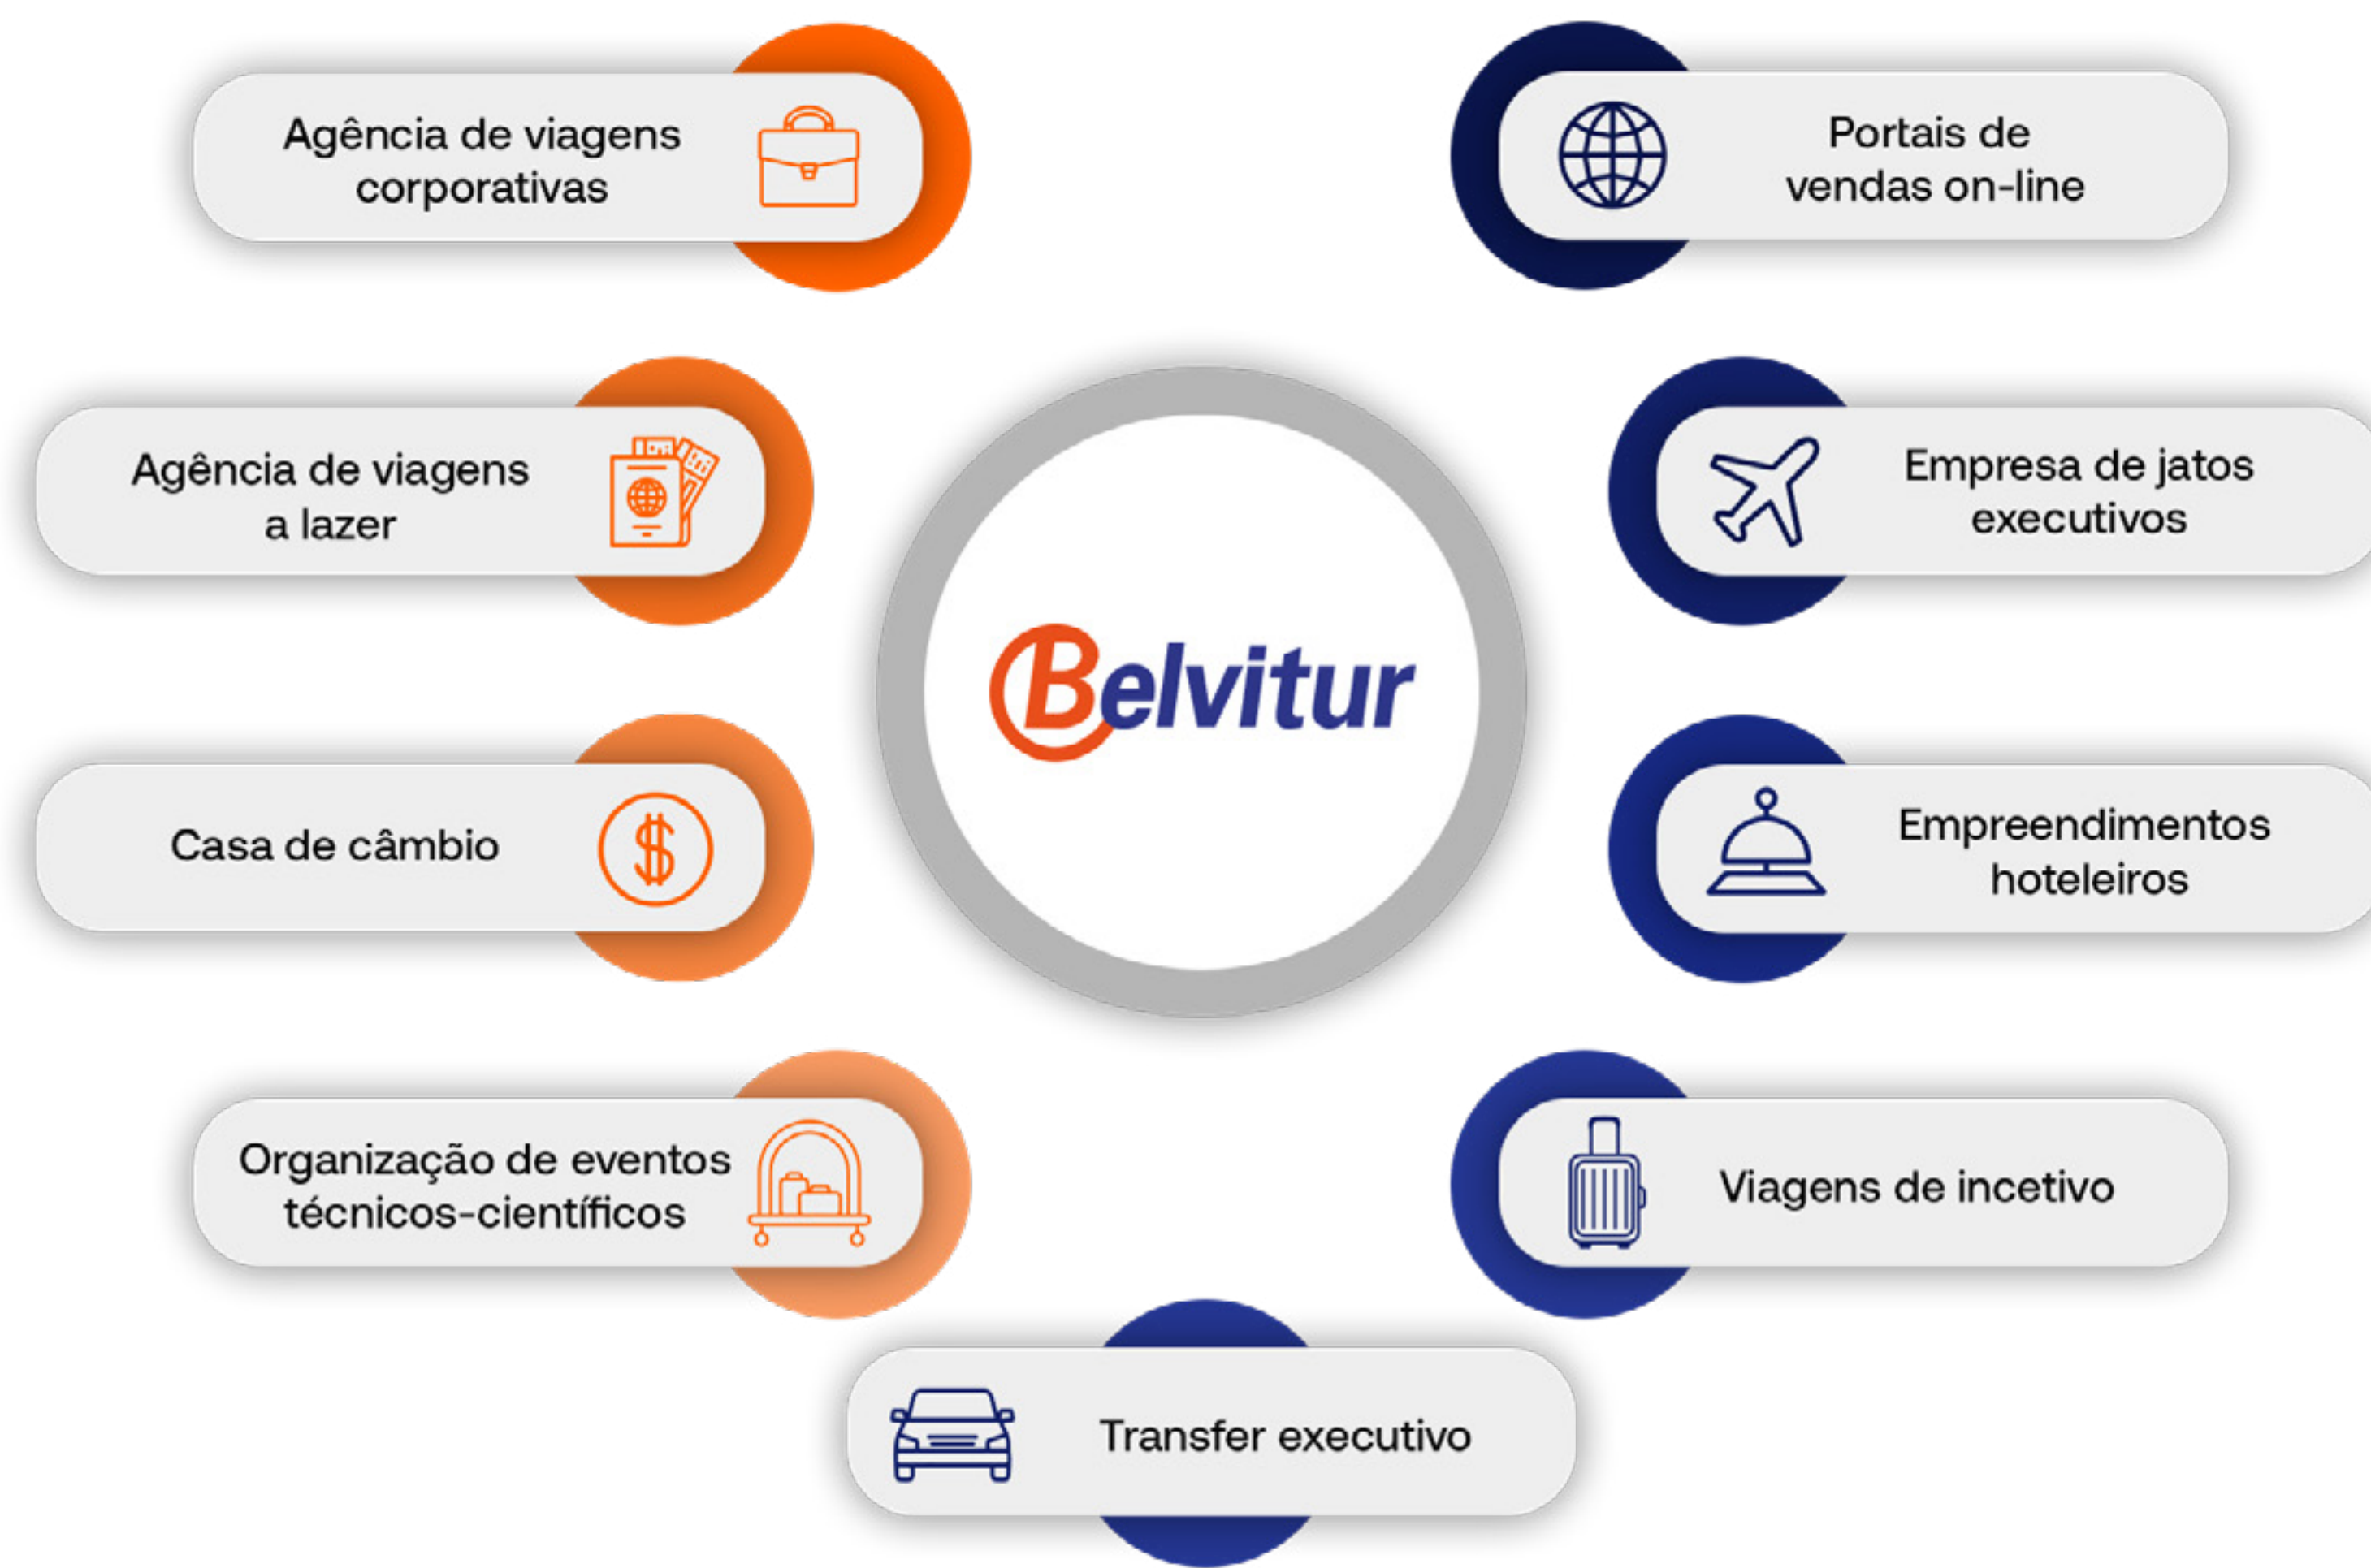 Agência de viagens
corporativas
Portais de
vendas on-line
Agência de viagens
a lazer
Empresa de jatos
executivos
Belvitur
Casa de câmbio
Empreendimentos
hoteleiros
Organização de eventos
técnicos-científicos
Viagens de incetivo
Transfer executivo